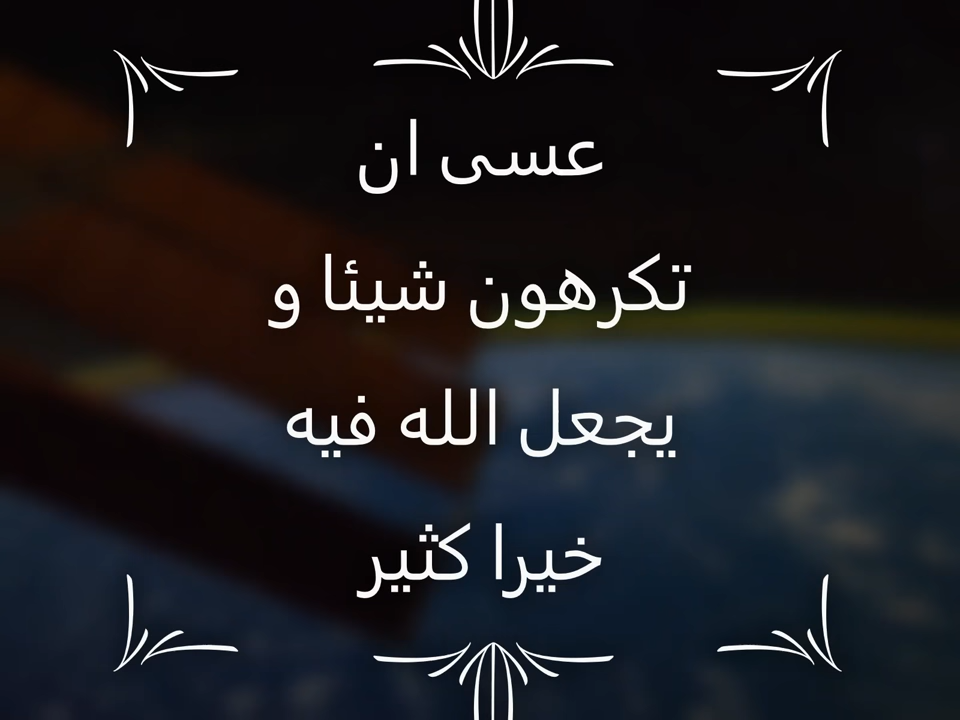 عسى ان
تكرهون شيئا و
يجعل الله فيه
خيرا كثير